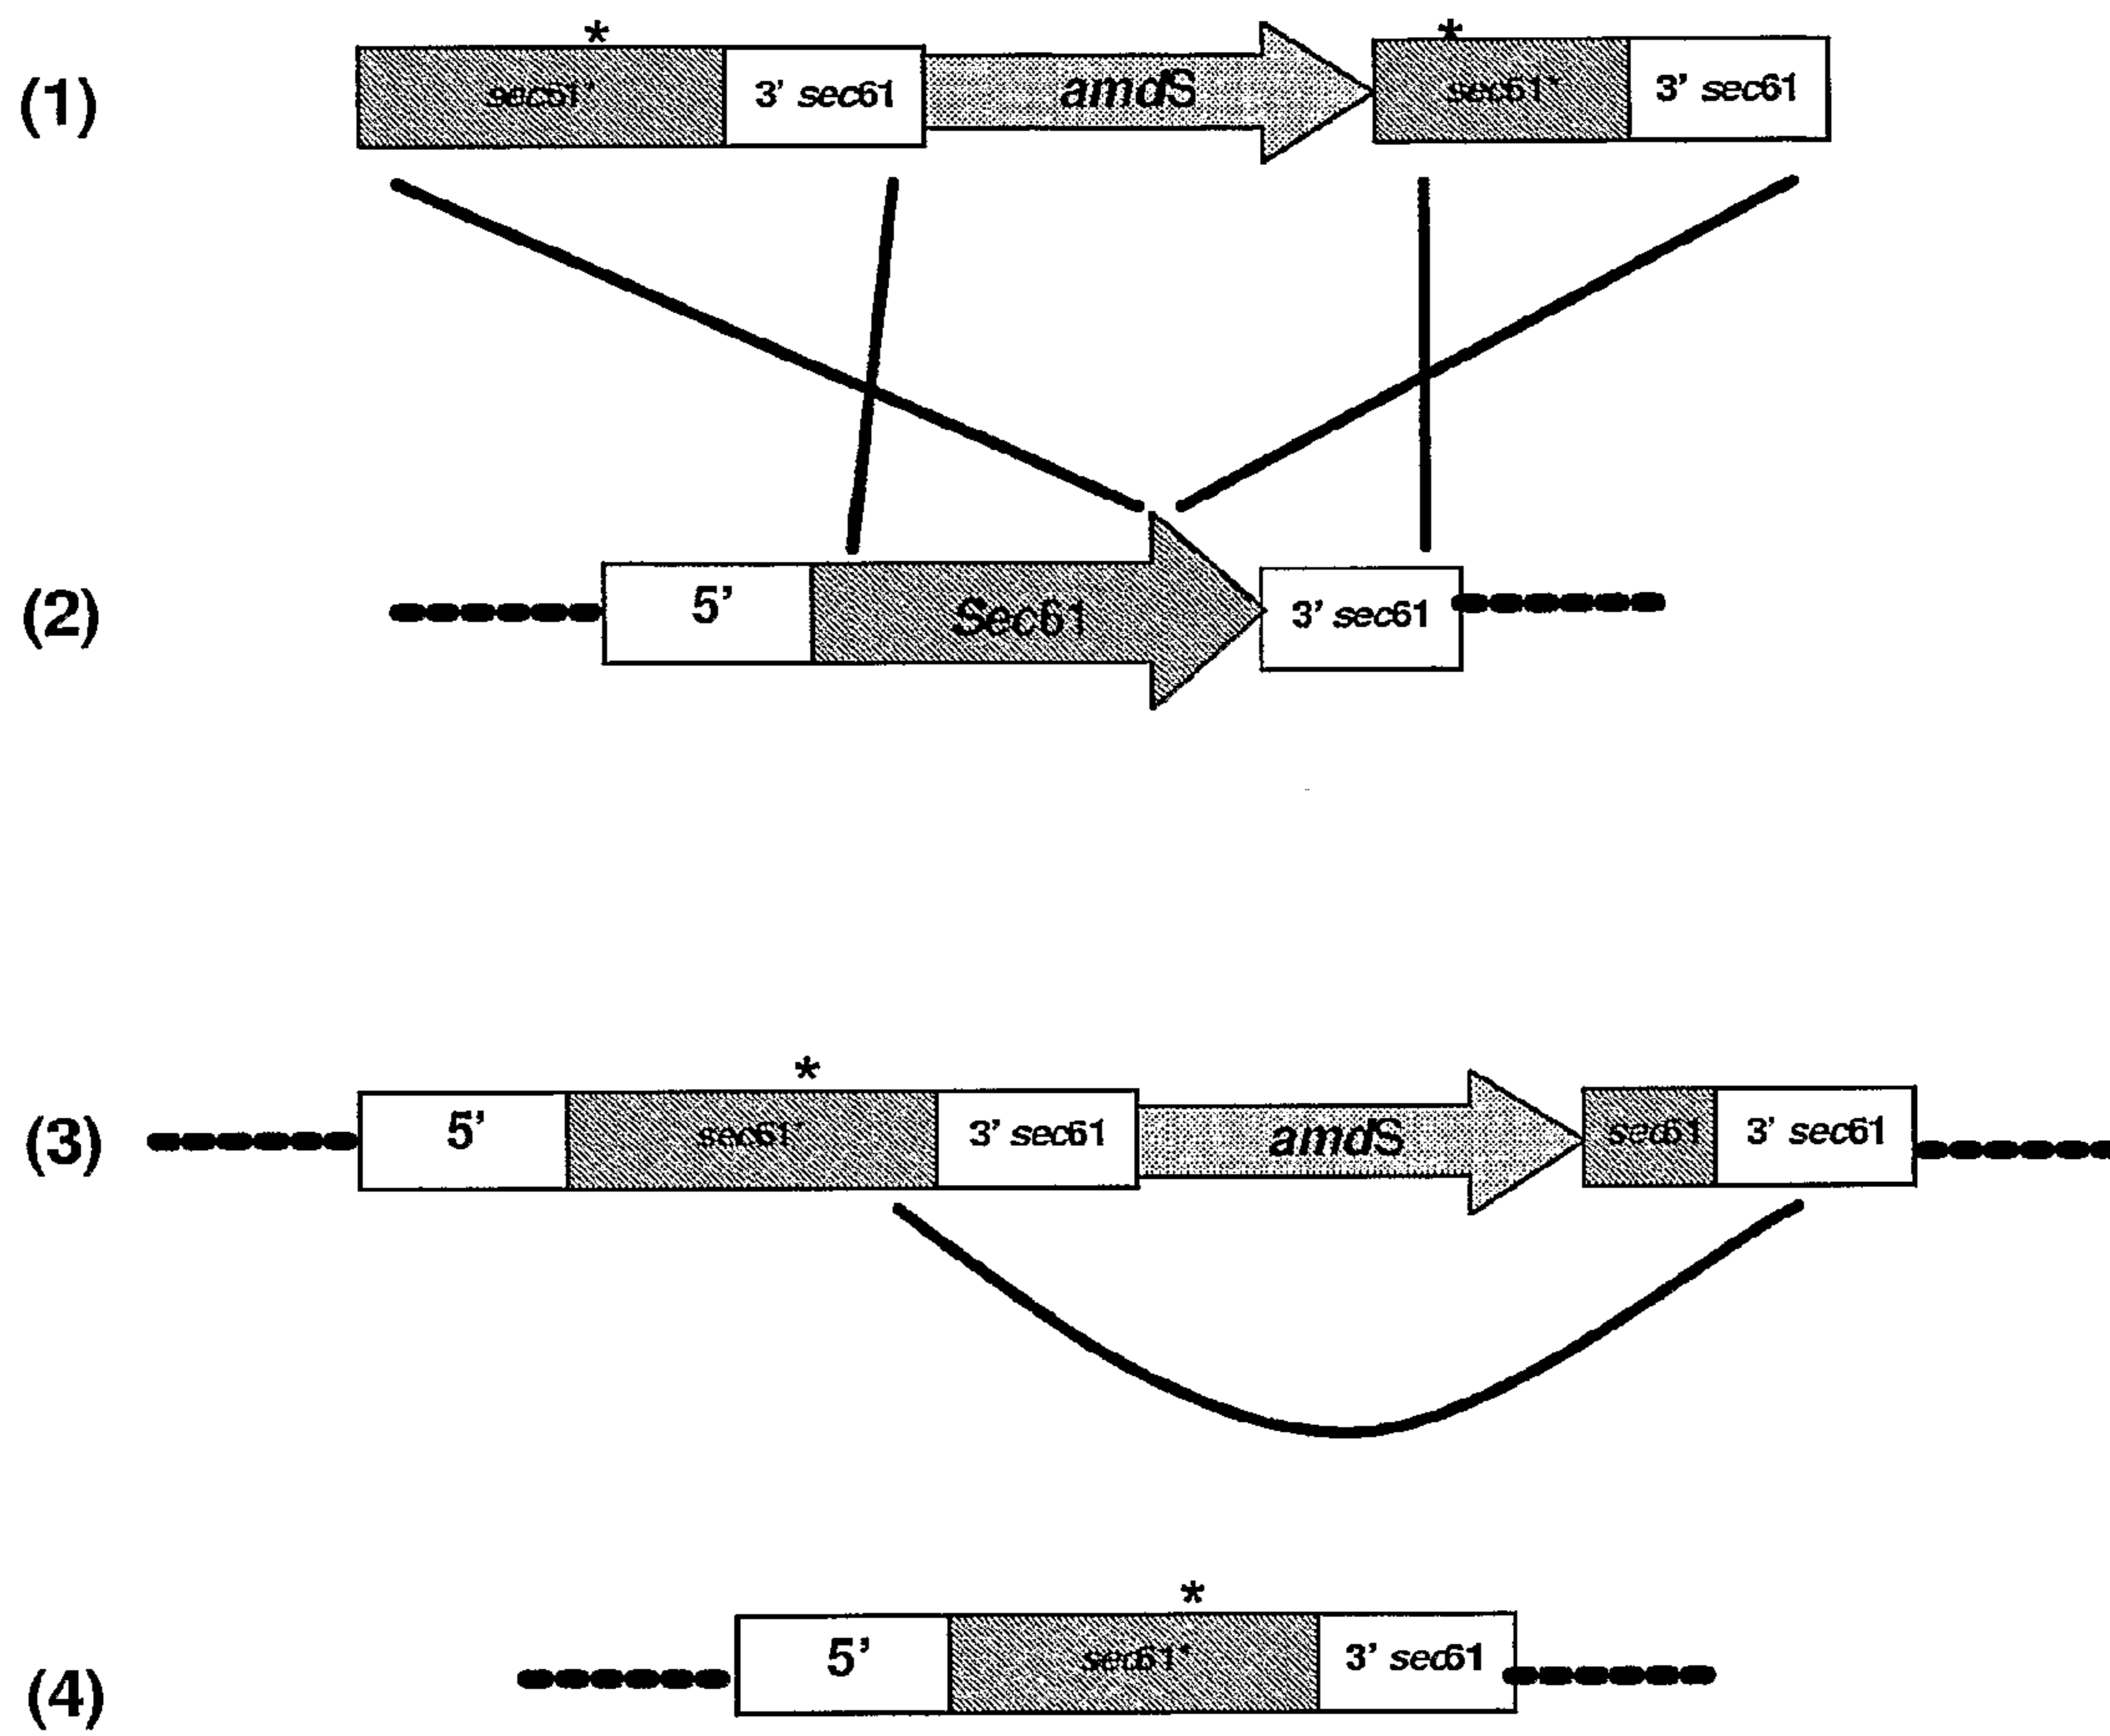 (1) * sec61* 3' sec61 amdS * sec61* 3' sec61
(2) 5' Sec61 3' sec61
(3) 5' * sec61* 3' sec61 amdS sec61 3' sec61
(4) 5' * sec61* 3' sec61